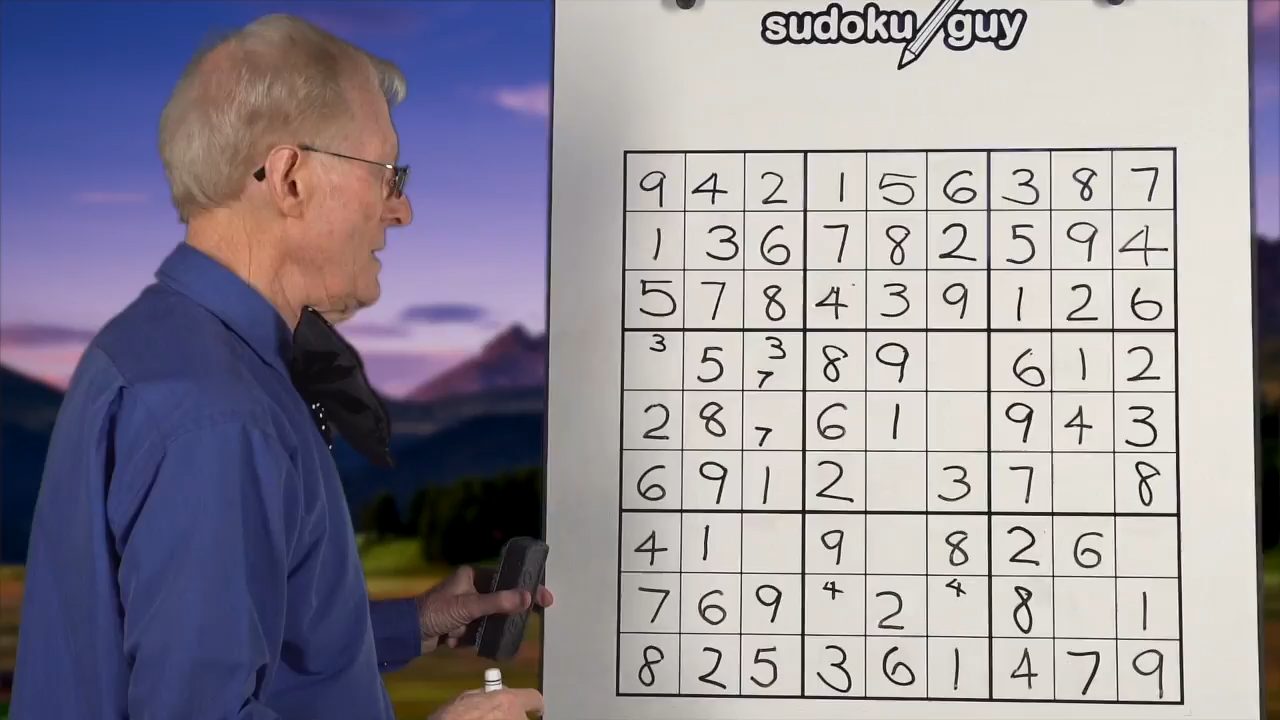 sudoku guy
9 4 2 1 5 6 3 8 7
1 3 6 7 8 2 5 9 4
5 7 8 4 3 9 1 2 6
3 5 3 7 8 9 6 1 2
2 8 7 6 1 9 4 3
6 9 1 2 3 7 8
4 1 9 8 2 6
7 6 9 4 2 4 8 1
8 2 5 3 6 1 4 7 9